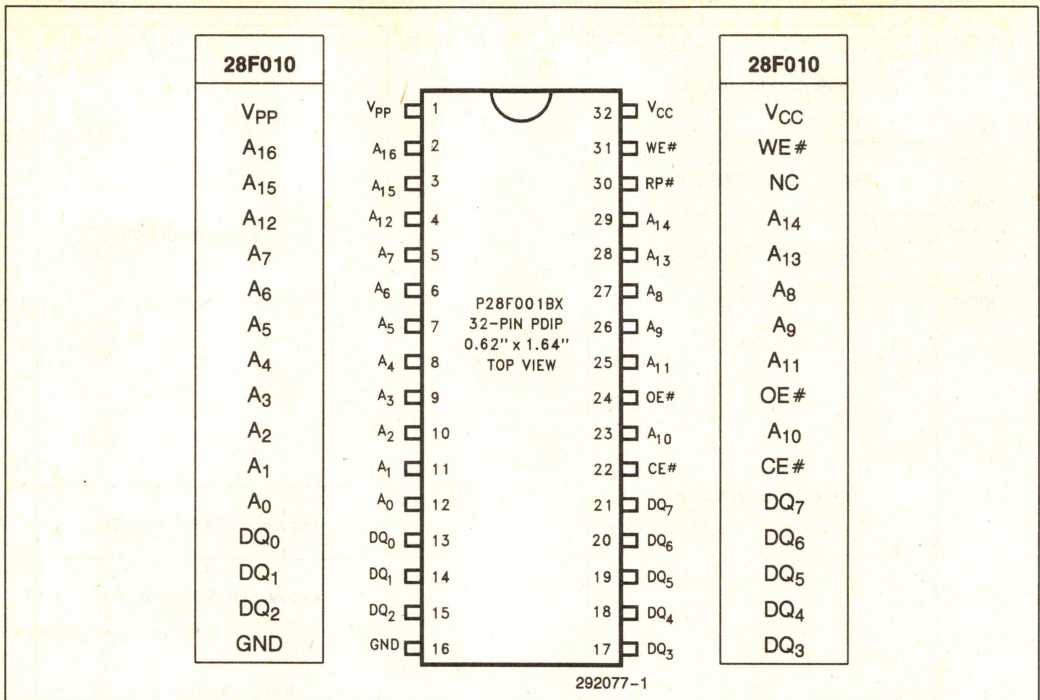 28F010
28F010
VPP
VPP 1
32 VCC
VCC
A16
A16 2
31 WE#
WE#
A15
A15 3
30 RP#
NC
A12
A12 4
29 A14
A14
A7
A7 5
28 A13
A13
A6
A6 6
27 A8
A8
P28F001BX
32-PIN PDIP
0.62" x 1.64"
TOP VIEW
A5
A5 7
26 A9
A9
A4
A4 8
25 A11
A11
A3
A3 9
24 OE#
OE#
A2
A2 10
23 A10
A10
A1
A1 11
22 CE#
CE#
A0
A0 12
21 DQ7
DQ7
DQ0
DQ0 13
20 DQ6
DQ6
DQ1
DQ1 14
19 DQ5
DQ5
DQ2
DQ2 15
18 DQ4
DQ4
GND
GND 16
17 DQ3
DQ3
292077-1